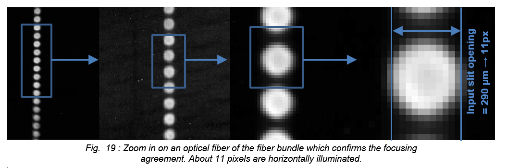 Input slit opening
= 290 µm → 11px
Fig. 19 : Zoom in on an optical fiber of the fiber bundle which confirms the focusing
agreement. About 11 pixels are horizontally illuminated.